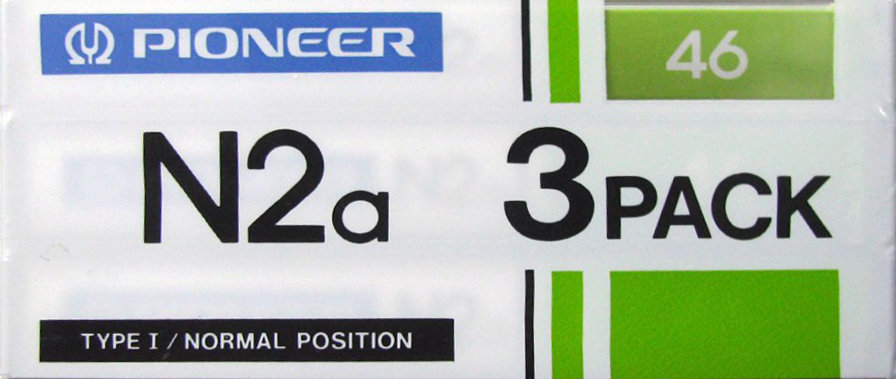 PIONEER
46
N2a 3PACK
TYPE I/NORMAL POSITION